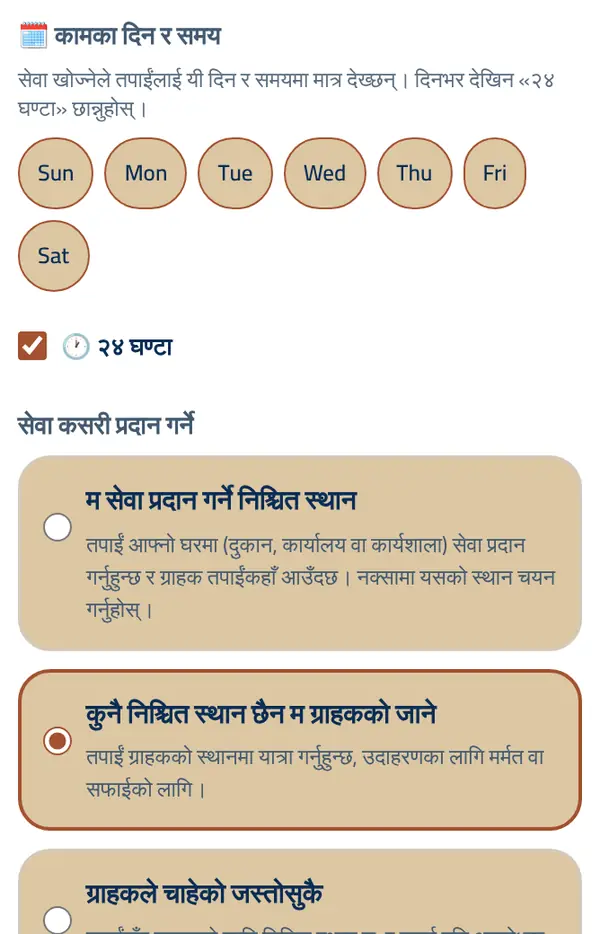 🗓️ कामका दिन र समय
सेवा खोज्नेले तपाईंलाई यी दिन र समयमा मात्र देख्छन् । दिनभर देखिन «२४
घण्टा» छान्नुहोस् ।
Sun Mon Tue Wed Thu Fri
Sat
🕐 २४ घण्टा
सेवा कसरी प्रदान गर्ने
म सेवा प्रदान गर्ने निश्चित स्थान
तपाईं आफ्नो घरमा (दुकान, कार्यालय वा कार्यशाला) सेवा प्रदान
गर्नुहुन्छ र ग्राहक तपाईंकहाँ आउँदछ । नक्सामा यसको स्थान चयन
गर्नुहोस् ।
कुनै निश्चित स्थान छैन म ग्राहकको जाने
तपाईं ग्राहकको स्थानमा यात्रा गर्नुहुन्छ, उदाहरणका लागि मर्मत वा
सफाईको लागि ।
ग्राहकले चाहेको जस्तोसुकै